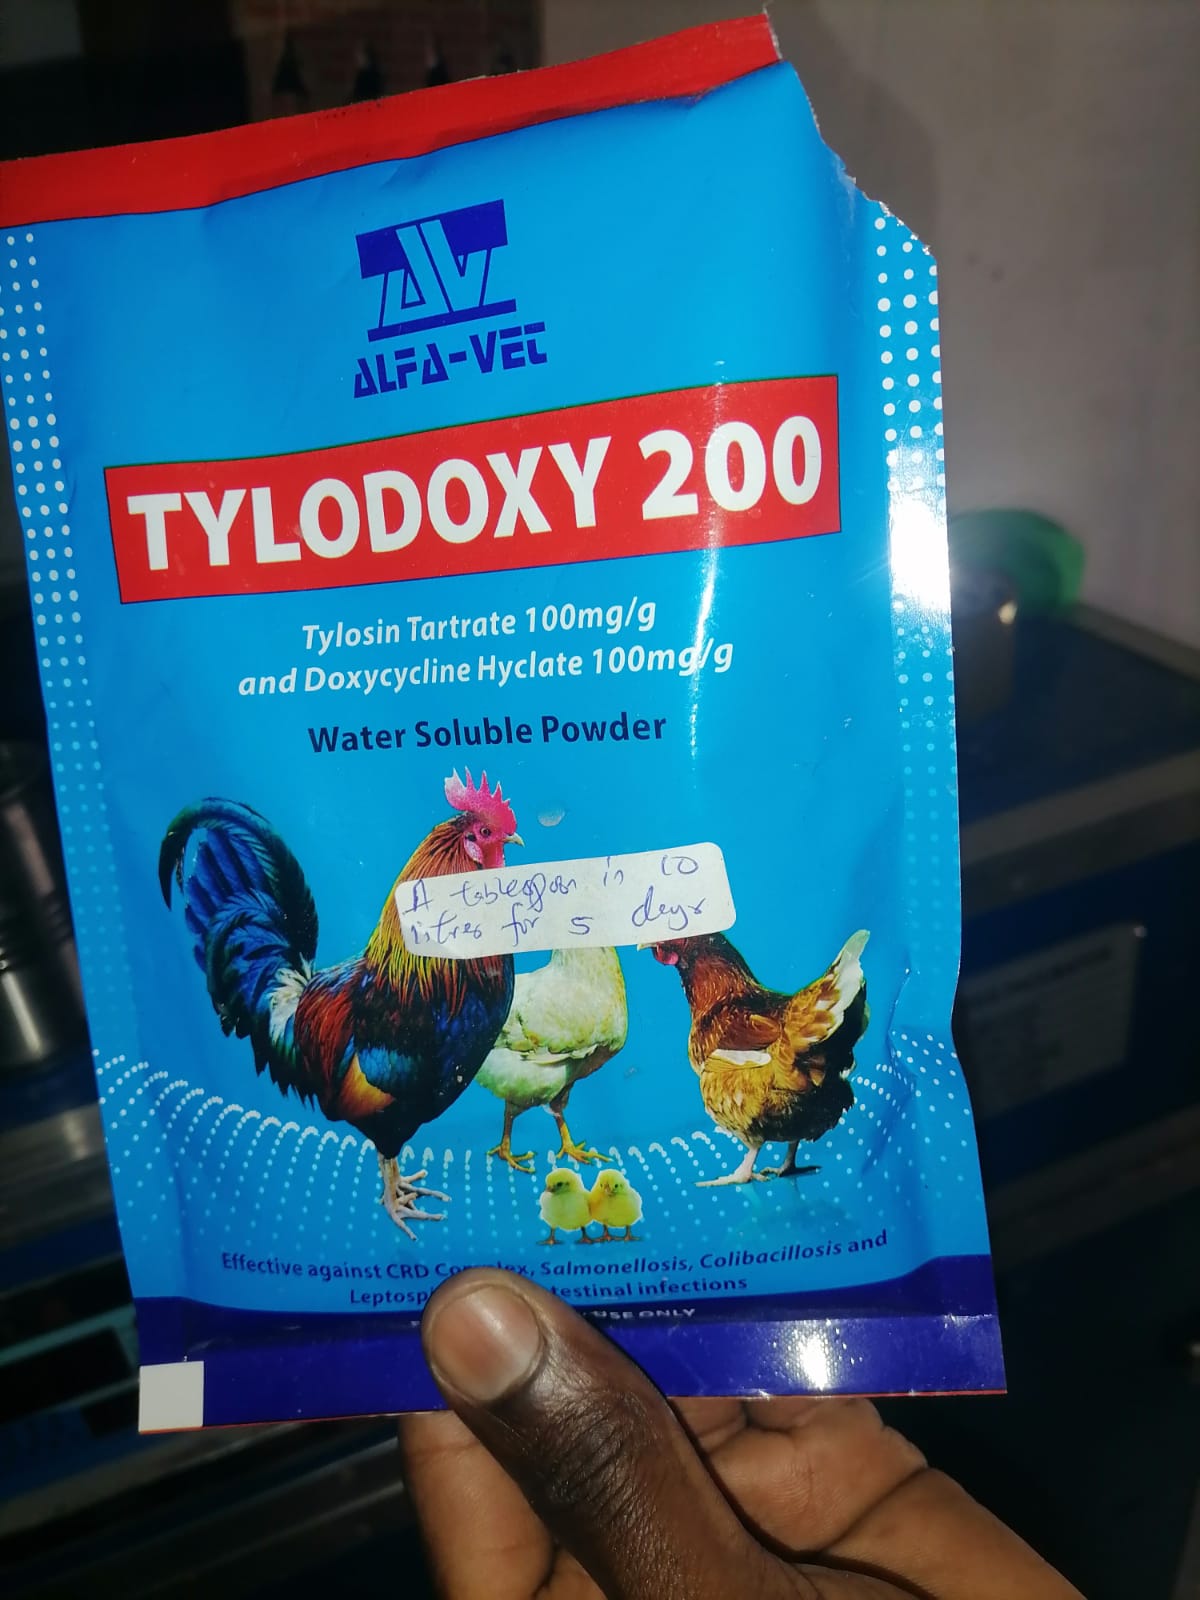 ALFA-VET
TYLODOXY 200
Tylosin Tartrate 100mg/g
and Doxycycline Hyclate 100mg/g
Water Soluble Powder
A tablespoon in 10
litres for 5 days
Effective against CRD Salmonellosis, Colibacillosis and
infections
USE ONLY